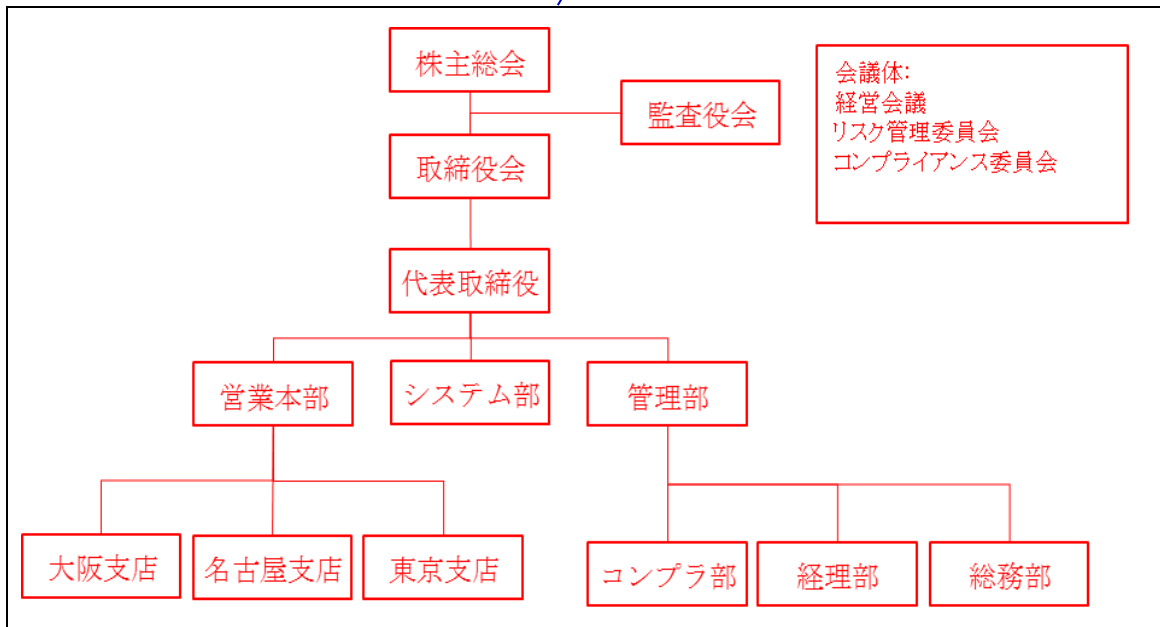 株主総会
監査役会
会議体:
経営会議
リスク管理委員会
コンプライアンス委員会
取締役会
代表取締役
営業本部
システム部
管理部
大阪支店
名古屋支店
東京支店
コンプラ部
経理部
総務部